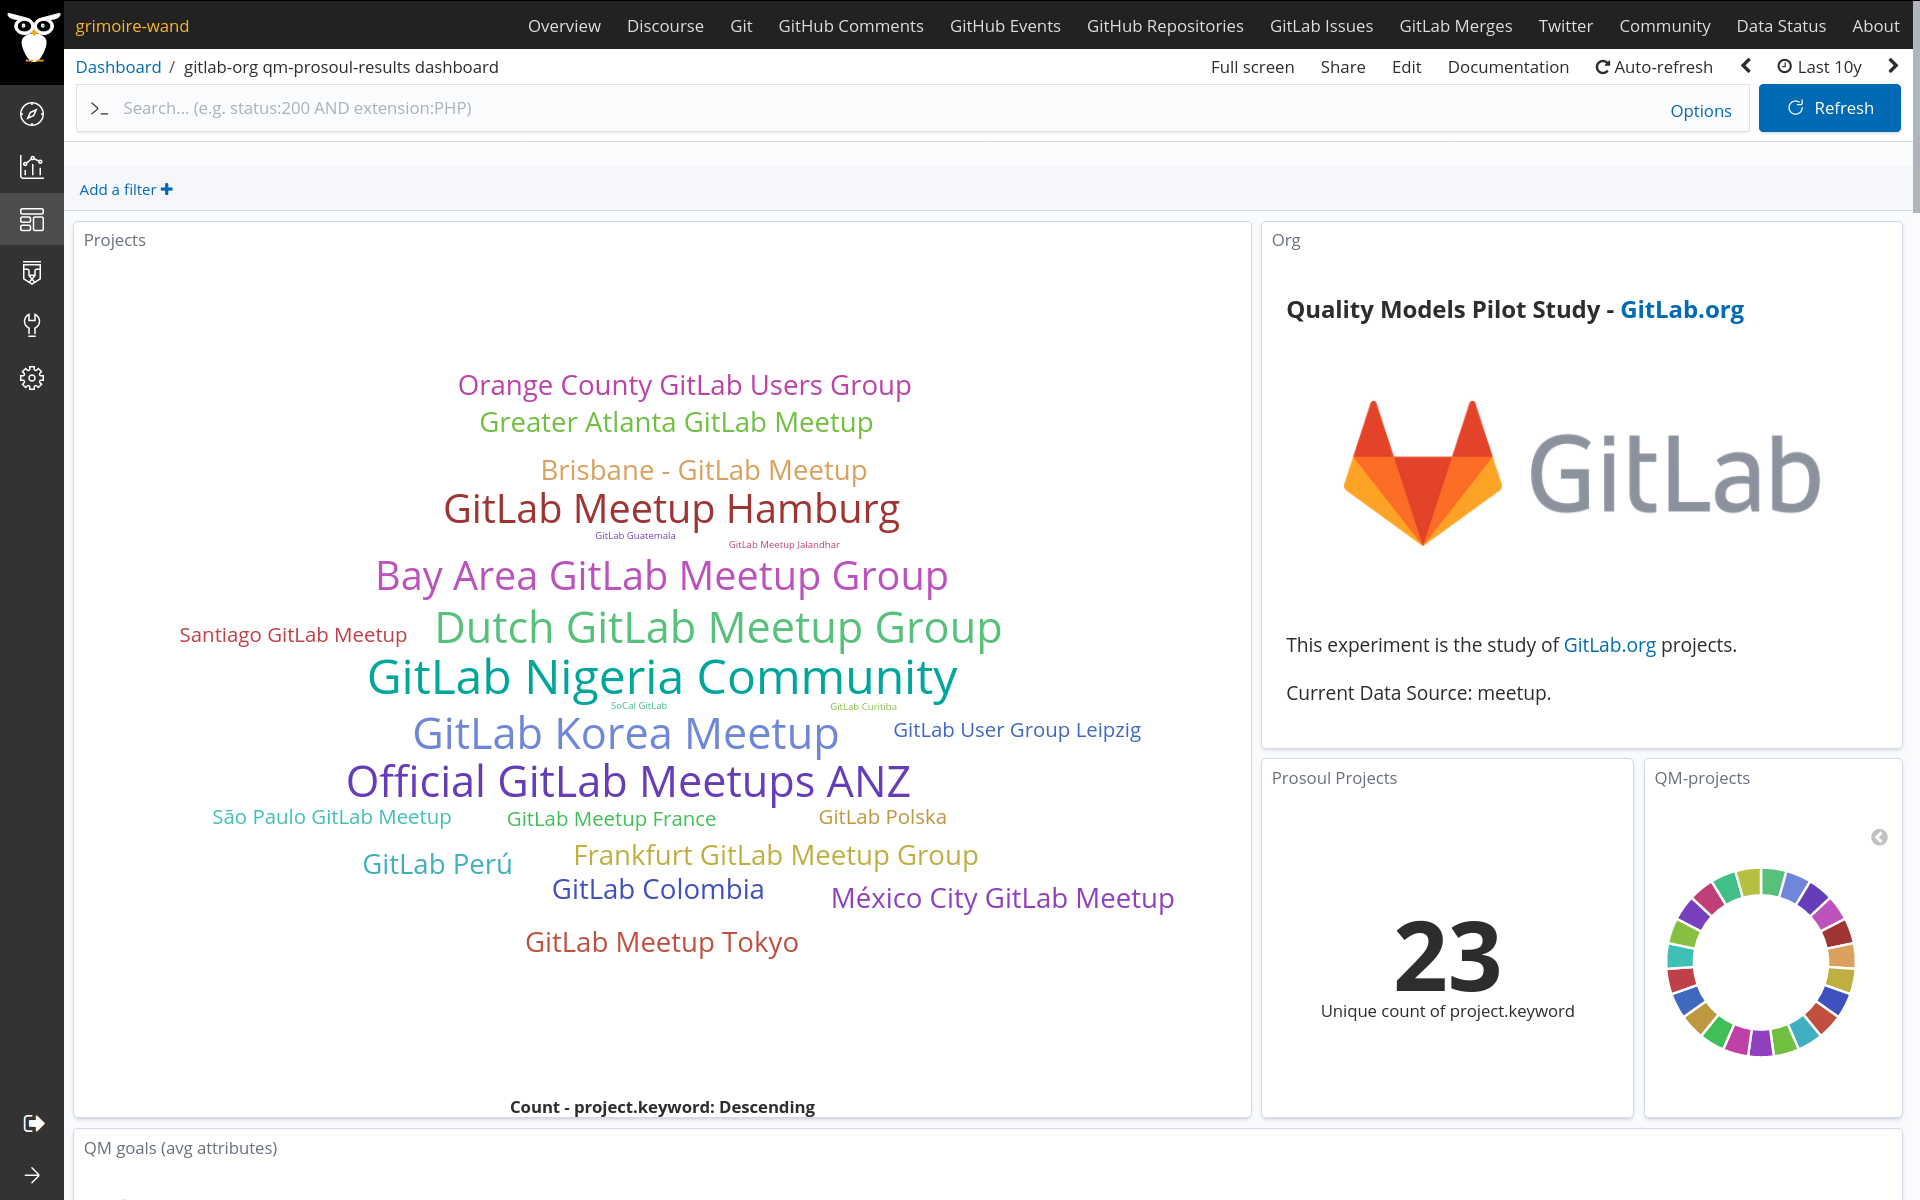 grimoire-wand
Overview Discourse Git GitHub Comments GitHub Events GitHub Repositories GitLab Issues GitLab Merges Twitter Community Data Status About
Dashboard / gitlab-org qm-prosoul-results dashboard
Full screen Share Edit Documentation Auto-refresh Last 10y
>_ Search... (e.g. status:200 AND extension:PHP)
Options
Refresh
Add a filter
Projects
Orange County GitLab Users Group
Greater Atlanta GitLab Meetup
Brisbane - GitLab Meetup
GitLab Meetup Hamburg
GitLab Guatemala
GitLab Meetup Jalandhar
Bay Area GitLab Meetup Group
Santiago GitLab Meetup
Dutch GitLab Meetup Group
GitLab Nigeria Community
SoCal GitLab
GitLab Curitiba
GitLab Korea Meetup
GitLab User Group Leipzig
Official GitLab Meetups ANZ
São Paulo GitLab Meetup
GitLab Meetup France
GitLab Polska
GitLab Perú
Frankfurt GitLab Meetup Group
GitLab Colombia
México City GitLab Meetup
GitLab Meetup Tokyo
Count - project.keyword: Descending
Org
Quality Models Pilot Study - GitLab.org
GitLab
This experiment is the study of GitLab.org projects.
Current Data Source: meetup.
Prosoul Projects
23
Unique count of project.keyword
QM-projects
QM goals (avg attributes)